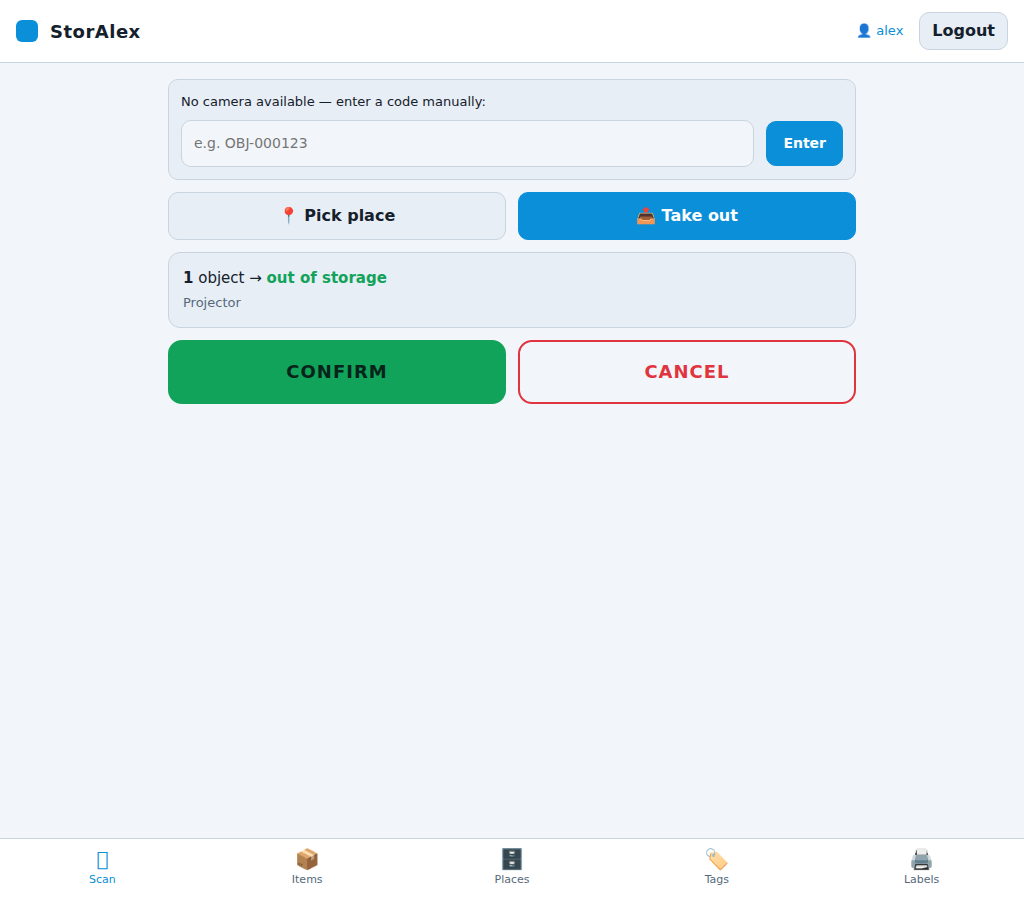 StorAlex
👤 alex
Logout
No camera available — enter a code manually:
e.g. OBJ-000123
Enter
📍 Pick place
📤 Take out
1 object → out of storage
Projector
CONFIRM
CANCEL
Scan
Items
Places
Tags
Labels